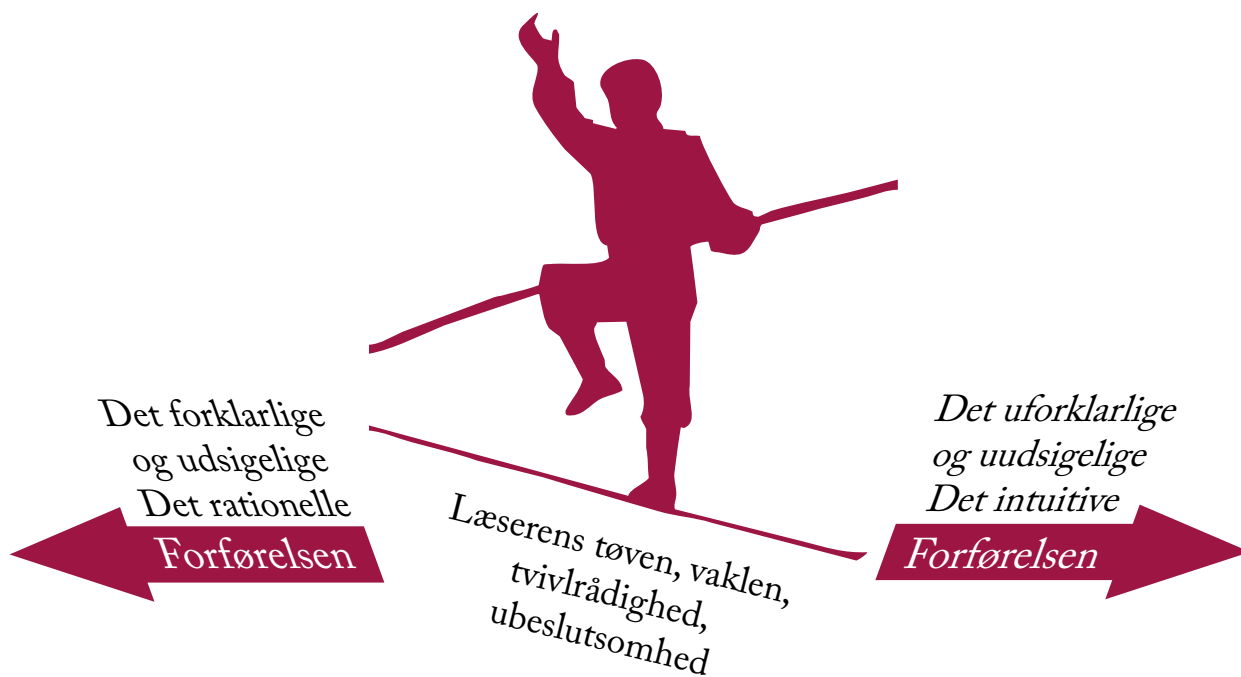 Det forklarlige
og udsigelige
Det rationelle
Forførelsen
Læserens tøven, vaklen,
tvivlrådighed,
ubeslutsomhed
Det uforklarlige
og uudsigelige
Det intuitive
Forførelsen